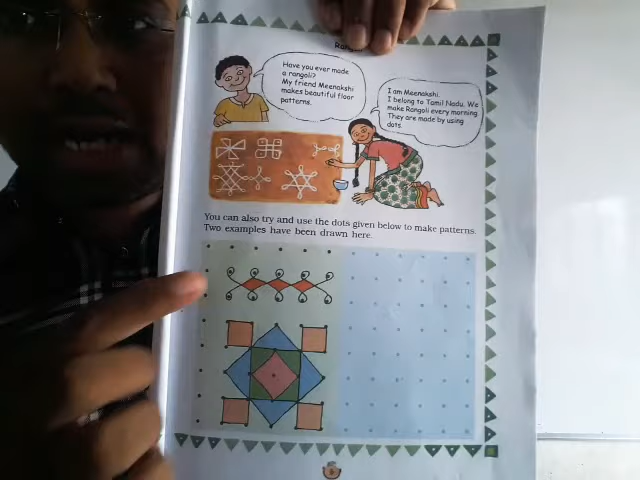 Have you ever made
a rangoli?
My friend Meenakshi
makes beautiful floor
patterns.
I am Meenakshi.
I belong to Tamil Nadu. We
make Rangoli every morning.
They are made by using
dots.
You can also try and use the dots given below to make patterns.
Two examples have been drawn here.